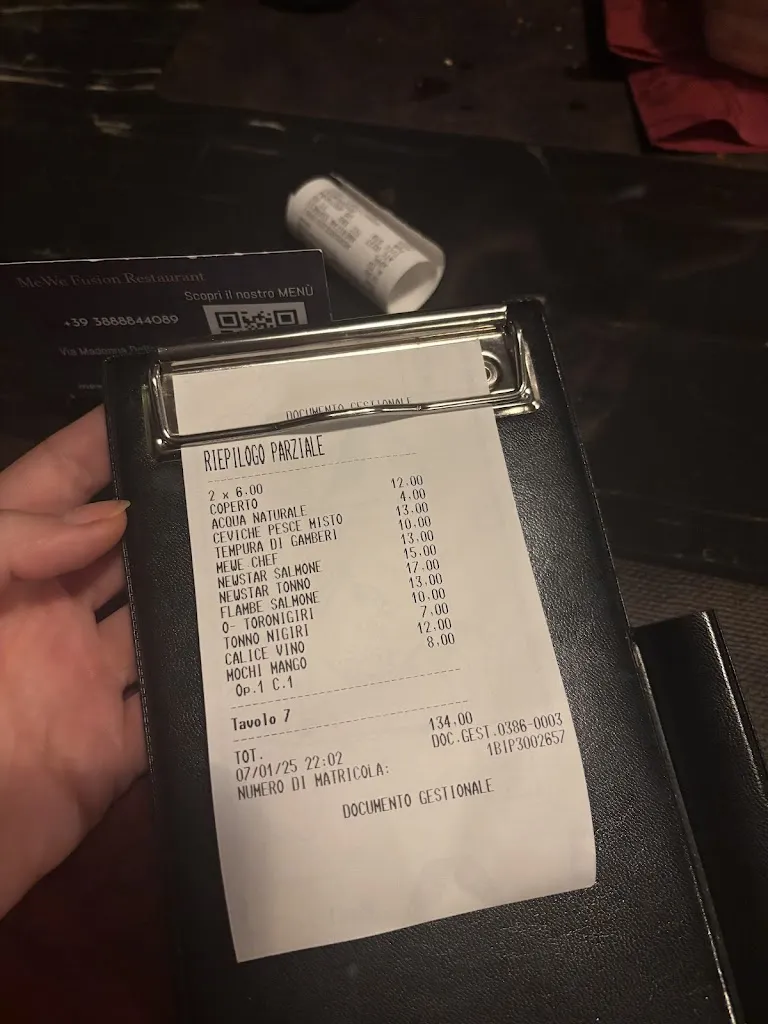 MeWe Fusion Restaurant
Scopri il nostro MENÙ
+39 3888844089
Via Madonna
DOCUMENTO GESTIONALE
RIEPILOGO PARZIALE
2 x 6.00
COPERTO 12.00
ACQUA NATURALE 4.00
CEVICHE PESCE MISTO 13.00
TEMPURA DI GAMBERI 10.00
MEWE CHEF 13.00
NEWSTAR SALMONE 15.00
NEWSTAR TONNO 17.00
FLAMBE SALMONE 13.00
O- TORONIGIRI 10.00
TONNO NIGIRI 7.00
CALICE VINO 12.00
MOCHI MANGO 8.00
Op.1 C.1
Tavolo 7
TOT. 134.00
07/01/25 22:02 DOC.GEST.0386-0003
NUMERO DI MATRICOLA: 1BIP3002657
DOCUMENTO GESTIONALE